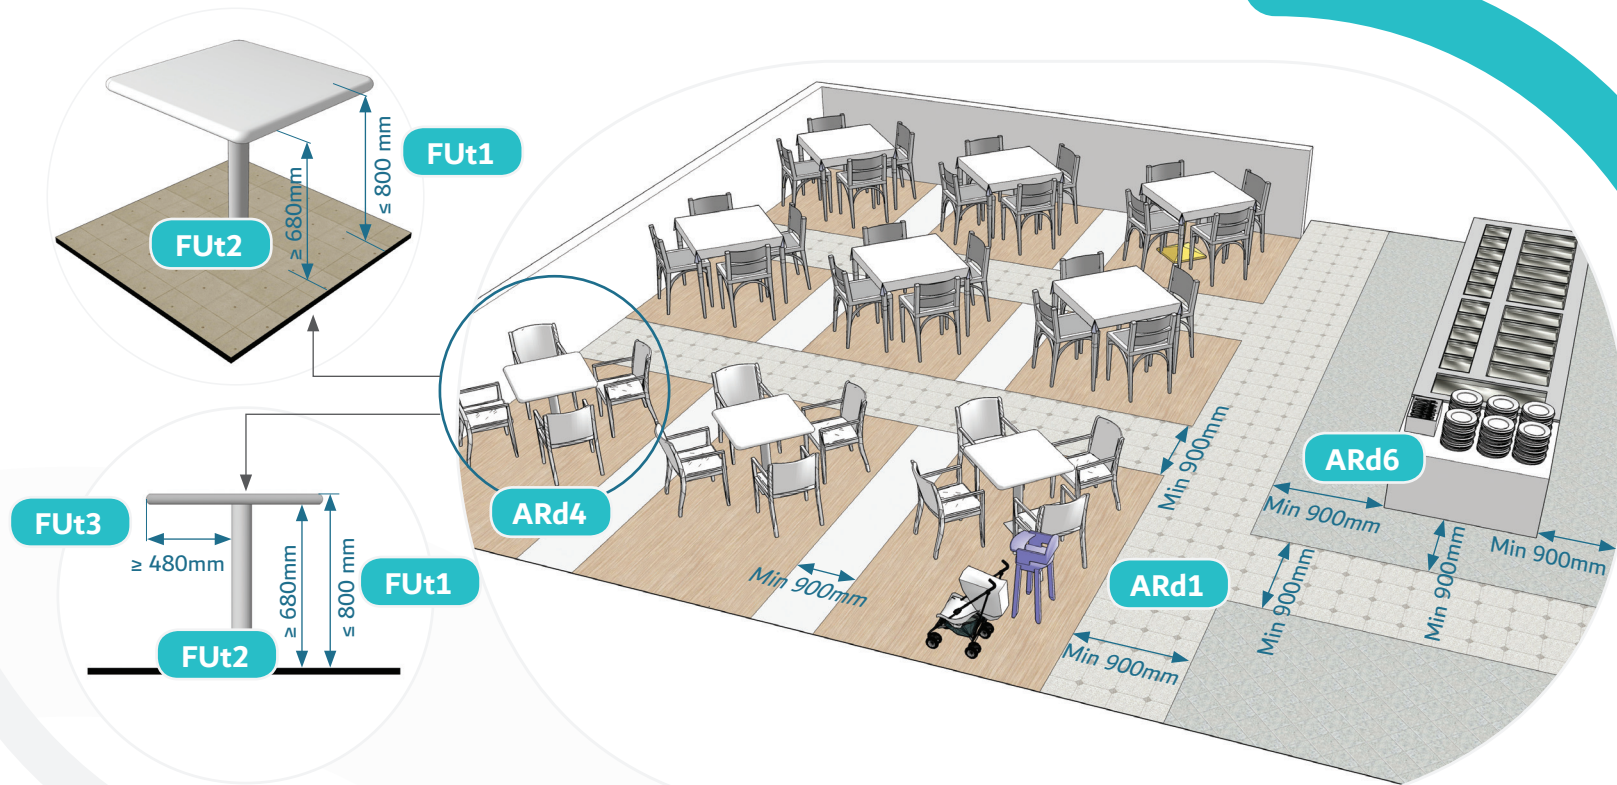 FUt1
≤ 800 mm
≥ 680mm
FUt2
FUt3
≥ 480mm
≥ 680mm
≤ 800 mm
FUt1
FUt2
ARd4
Min 900mm
Min 900mm
ARd1
Min 900mm
ARd6
Min 900mm
Min 900mm
Min 900mm
Min 900mm